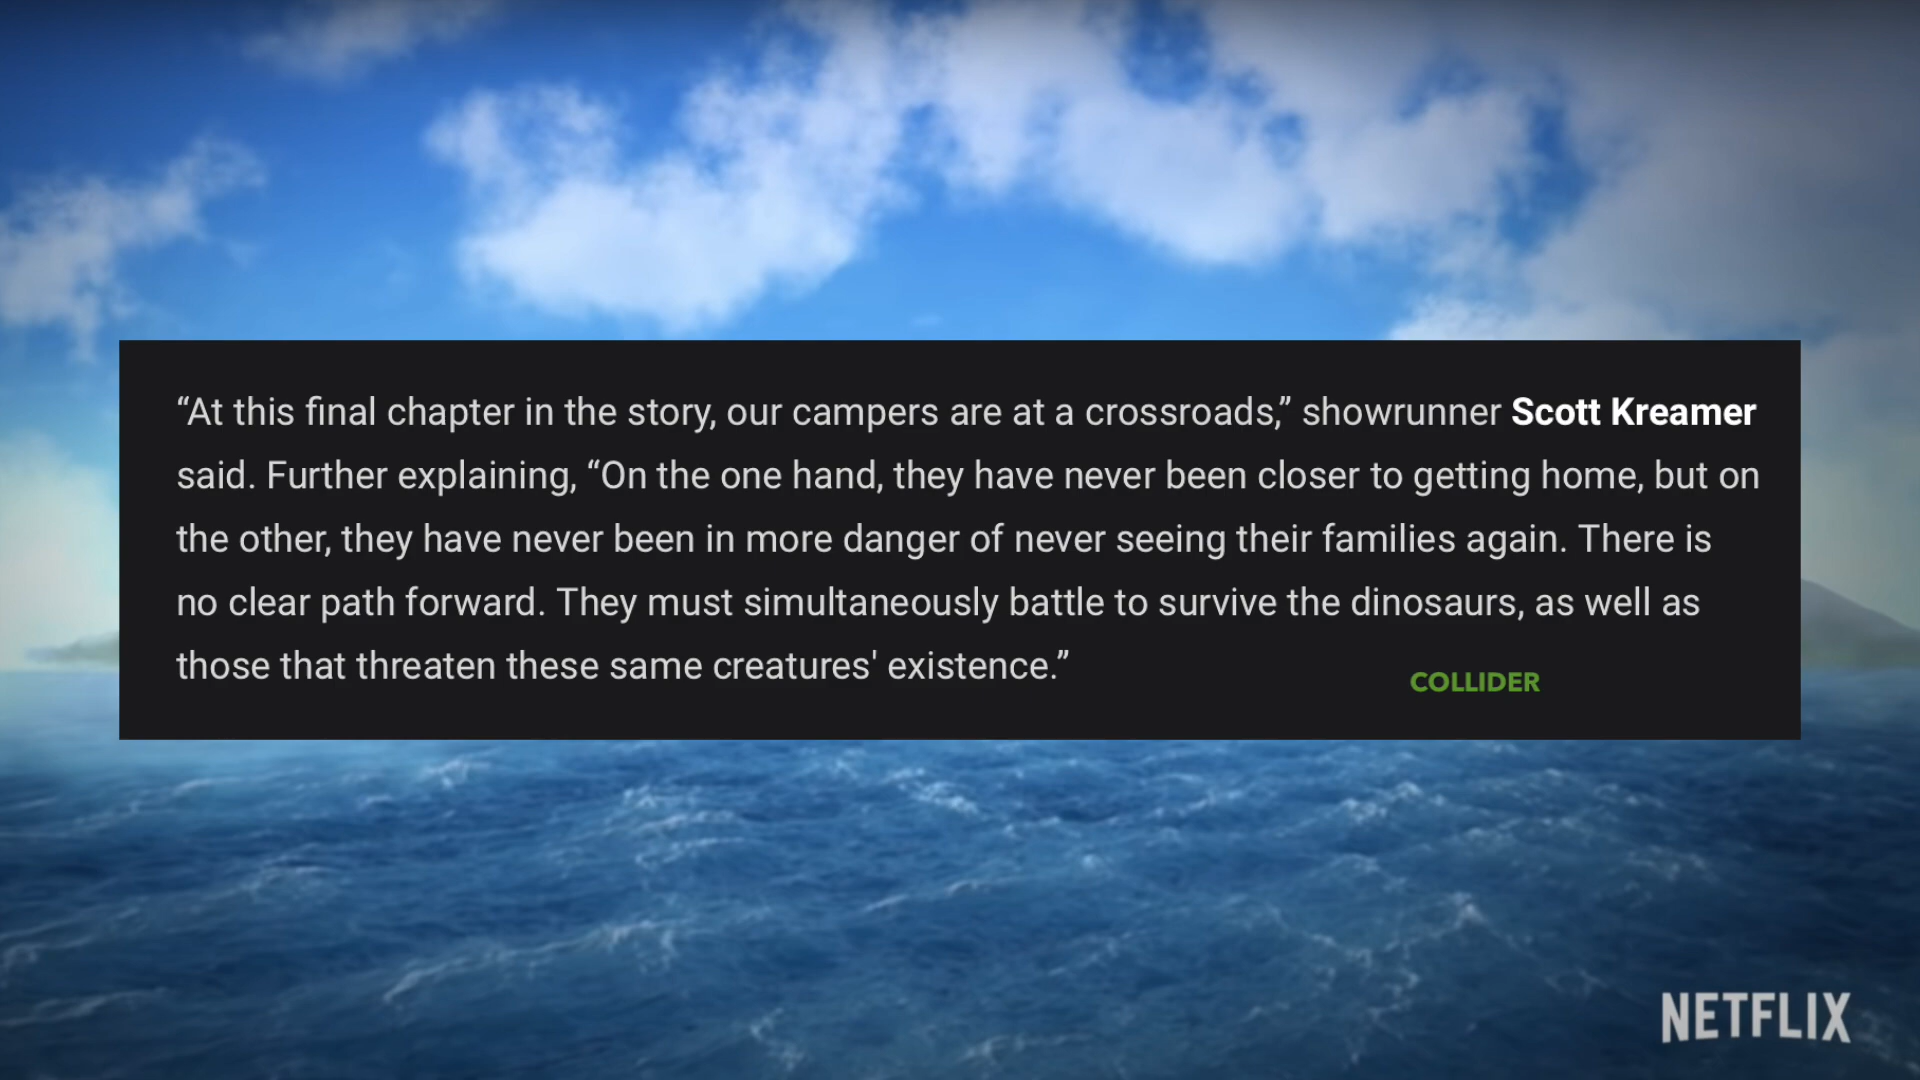 “At this final chapter in the story, our campers are at a crossroads,” showrunner Scott Kreamer
said. Further explaining, “On the one hand, they have never been closer to getting home, but on
the other, they have never been in more danger of never seeing their families again. There is
no clear path forward. They must simultaneously battle to survive the dinosaurs, as well as
those that threaten these same creatures' existence.”
COLLIDER
NETFLIX